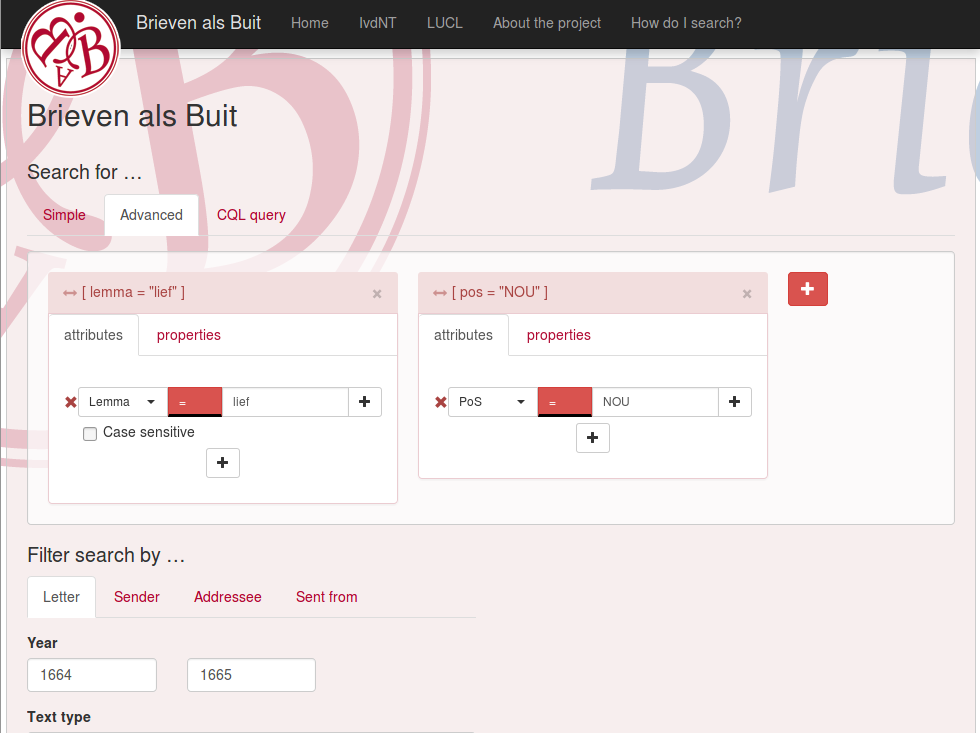 Brieven als Buit Home IvdNT LUCL About the project How do I search?
Brieven als Buit
Search for …
Simple Advanced CQL query
[ lemma = "lief" ] × [ pos = "NOU" ] × +
attributes properties attributes properties
Lemma = lief + PoS = NOU +
Case sensitive +
+
Filter search by …
Letter Sender Addressee Sent from
Year
1664 1665
Text type